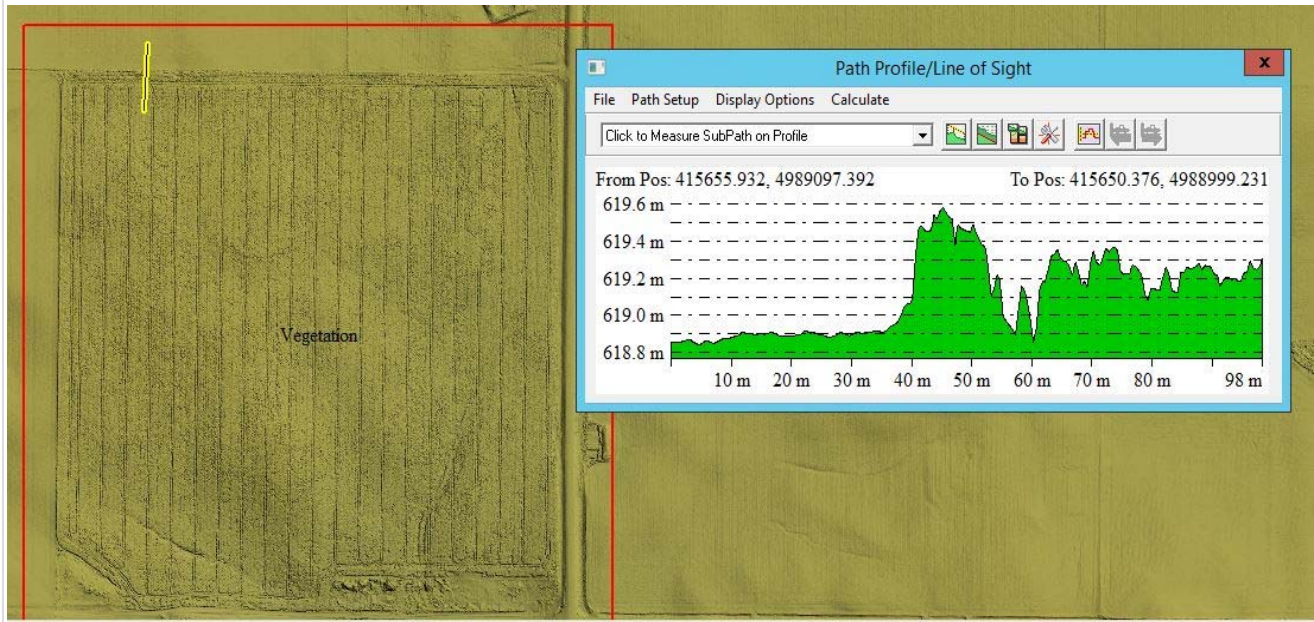 Vegetation
Path Profile/Line of Sight
x
File Path Setup Display Options Calculate
Click to Measure SubPath on Profile
From Pos: 415655.932, 4989097.392 To Pos: 415650.376, 4988999.231
619.6 m
619.4 m
619.2 m
619.0 m
618.8 m
10 m 20 m 30 m 40 m 50 m 60 m 70 m 80 m 98 m